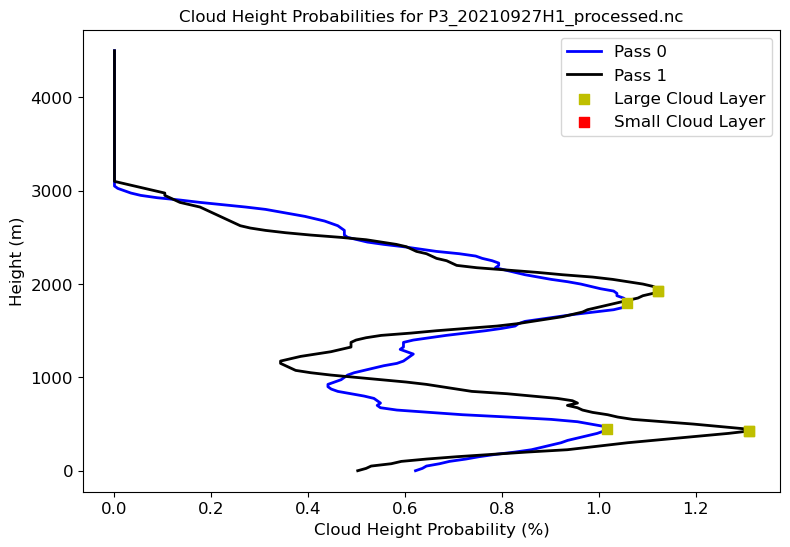 Cloud Height Probabilities for P3_20210927H1_processed.nc
Pass 0
Pass 1
Large Cloud Layer
Small Cloud Layer
4000
3000
2000
1000
0
Height (m)
0.0 0.2 0.4 0.6 0.8 1.0 1.2
Cloud Height Probability (%)